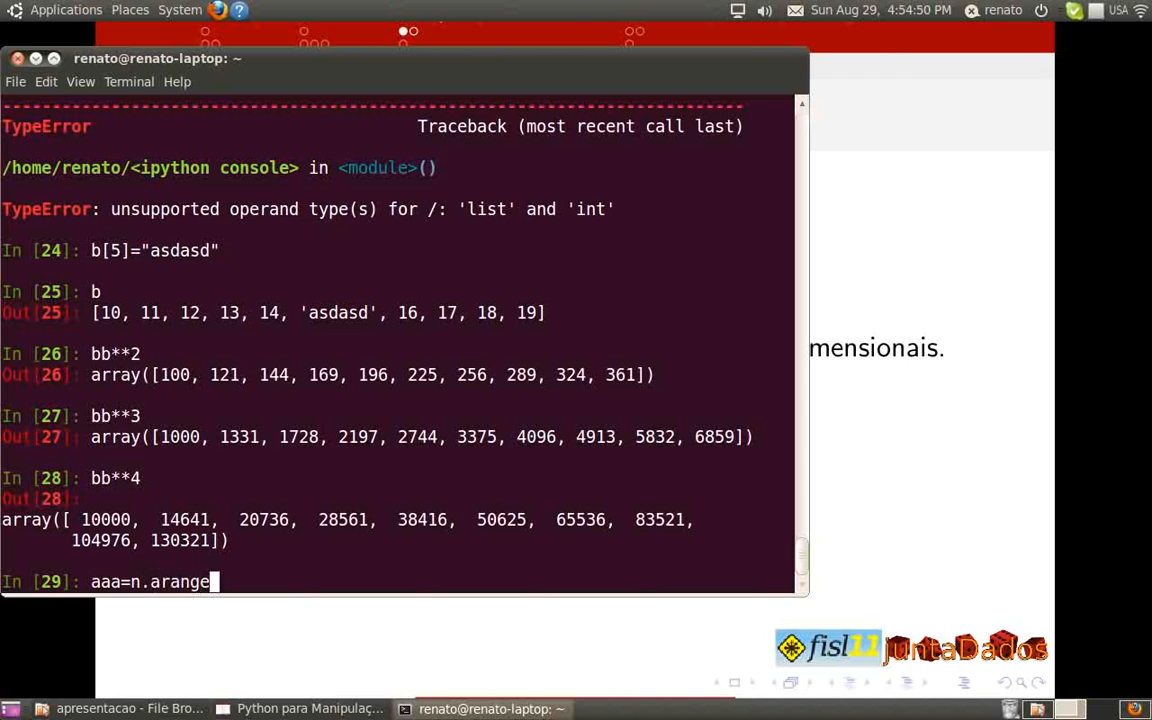 Applications Places System Sun Aug 29, 4:54:50 PM renato USA
renato@renato-laptop: ~
File Edit View Terminal Help
---------------------------------------------------------------------------
TypeError Traceback (most recent call last)
/home/renato/<ipython console> in <module>()
TypeError: unsupported operand type(s) for /: 'list' and 'int'
In [24]: b[5]="asdasd"
In [25]: b
Out[25]: [10, 11, 12, 13, 14, 'asdasd', 16, 17, 18, 19]
mensionais.
In [26]: bb**2
Out[26]: array([100, 121, 144, 169, 196, 225, 256, 289, 324, 361])
In [27]: bb**3
Out[27]: array([1000, 1331, 1728, 2197, 2744, 3375, 4096, 4913, 5832, 6859])
In [28]: bb**4
Out[28]:
array([ 10000, 14641, 20736, 28561, 38416, 50625, 65536, 83521,
104976, 130321])
In [29]: aaa=n.arange
fisl11 juntaDados
apresentacao - File Bro... Python para Manipulaç... renato@renato-laptop: ~